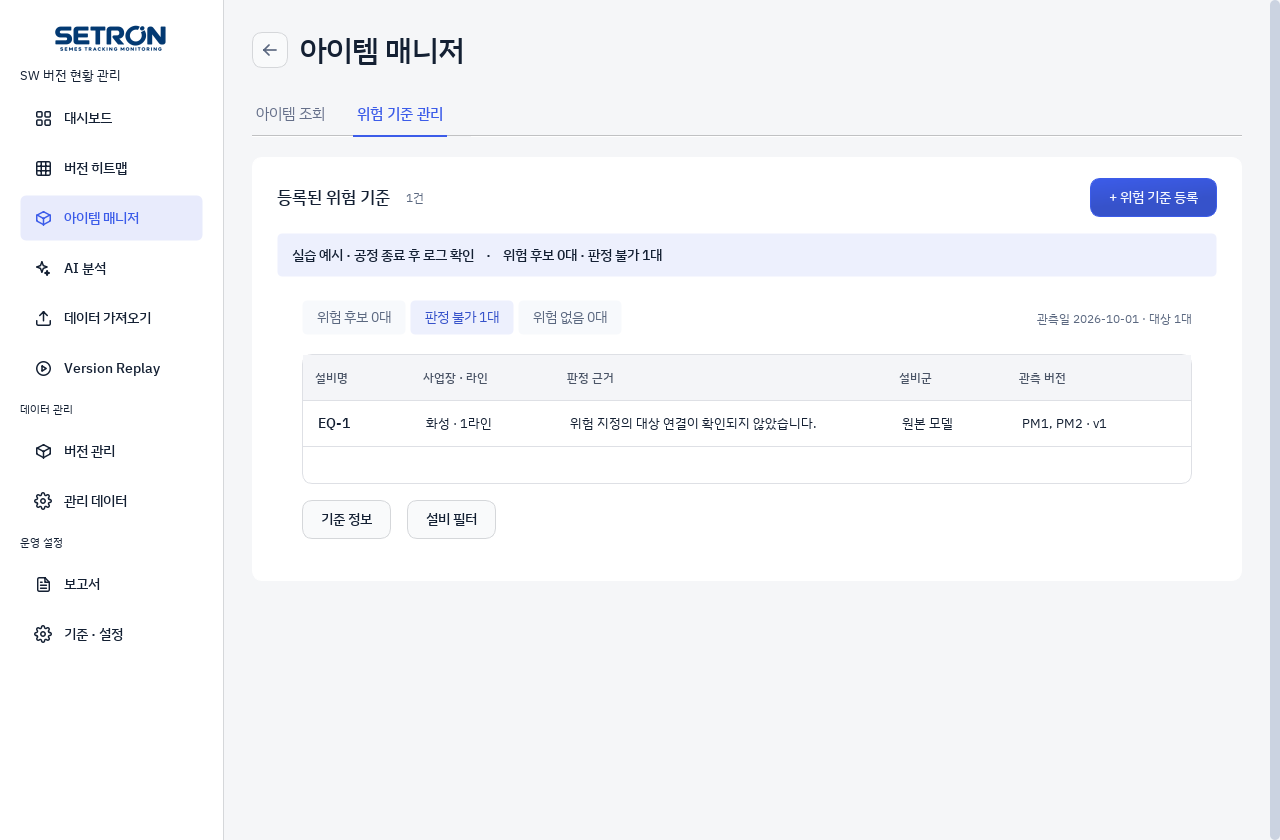 SETRON
SEMES TRACKING MONITORING
SW 버전 현황 관리
대시보드
버전 히트맵
아이템 매니저
AI 분석
데이터 가져오기
Version Replay
데이터 관리
버전 관리
관리 데이터
운영 설정
보고서
기준 · 설정
아이템 매니저
아이템 조회 위험 기준 관리
등록된 위험 기준 1건
+ 위험 기준 등록
실습 예시 · 공정 종료 후 로그 확인 · 위험 후보 0대 · 판정 불가 1대
위험 후보 0대 판정 불가 1대 위험 없음 0대
관측일 2026-10-01 · 대상 1대
설비명 사업장 · 라인 판정 근거 설비군 관측 버전
EQ-1 화성 · 1라인 위험 지정의 대상 연결이 확인되지 않았습니다. 원본 모델 PM1, PM2 · v1
기준 정보 설비 필터